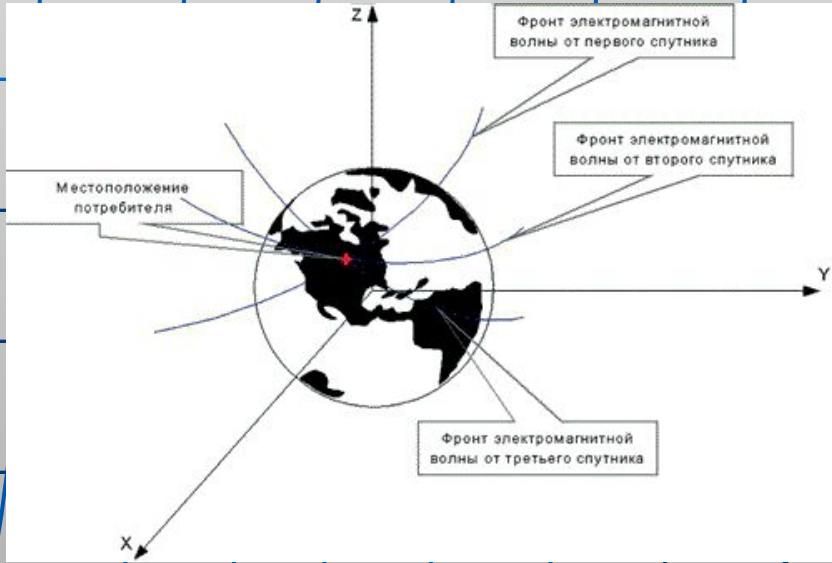 Z
Фронт электромагнитной
волны от первого спутника
Фронт электромагнитной
волны от второго спутника
Местоположение
потребителя
Y
Фронт электромагнитной
волны от третьего спутника
X